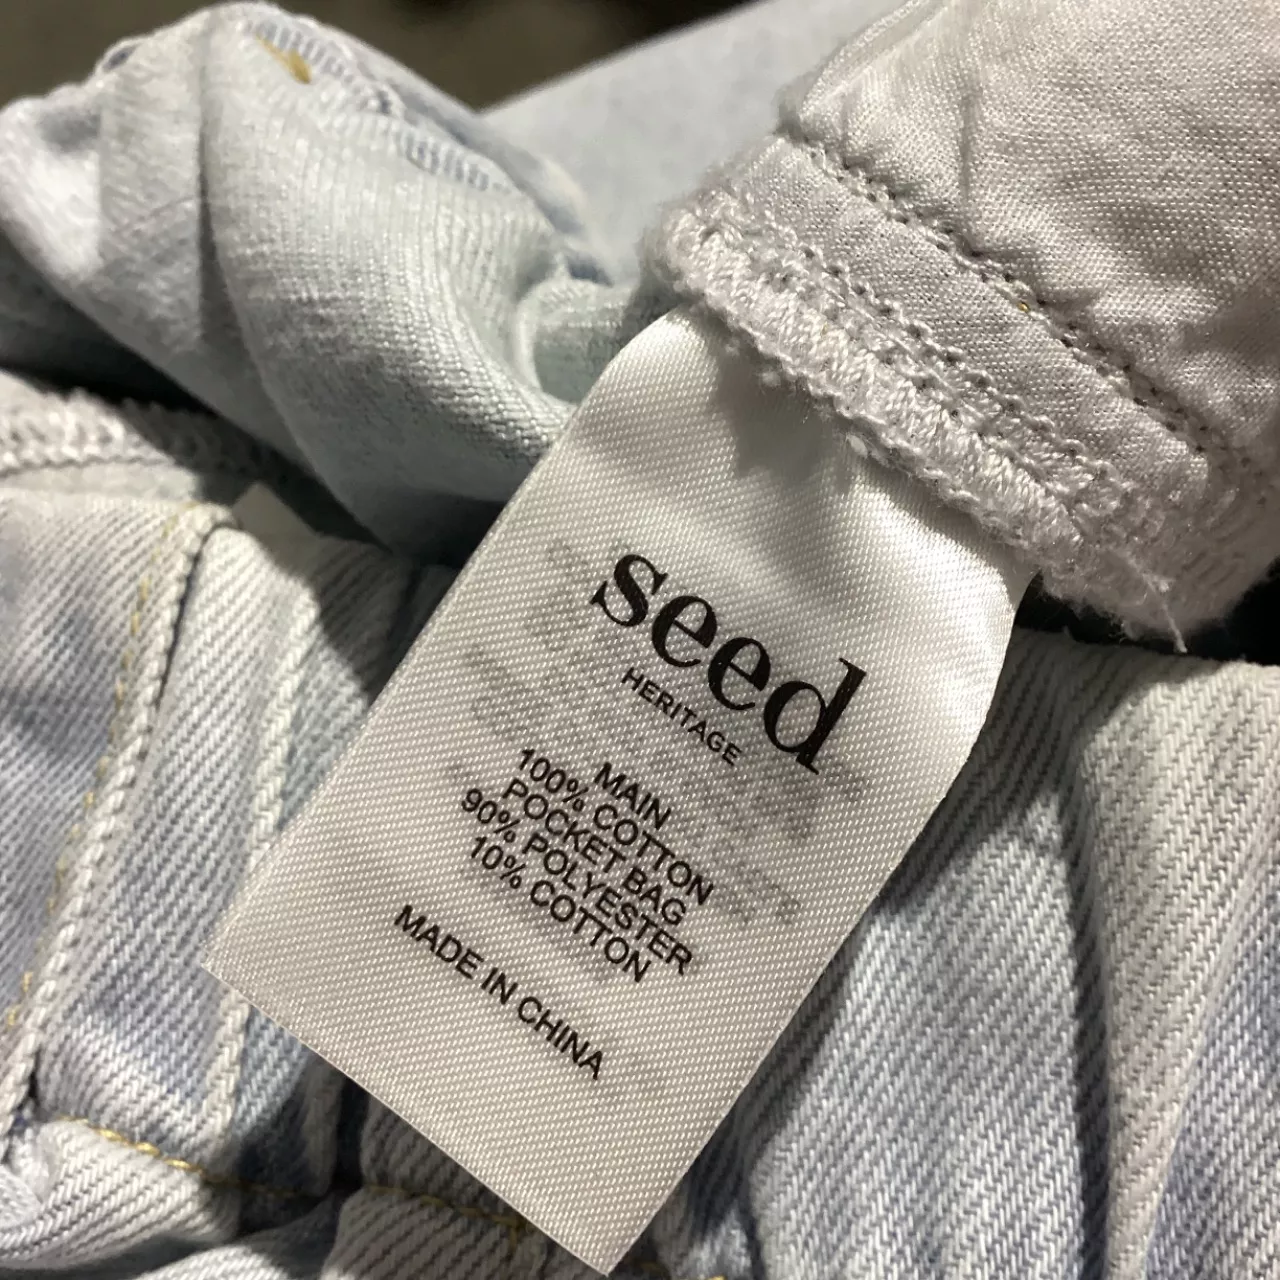 seed
HERITAGE
MAIN
100% COTTON
POCKET BAG
90% POLYESTER
10% COTTON
MADE IN CHINA